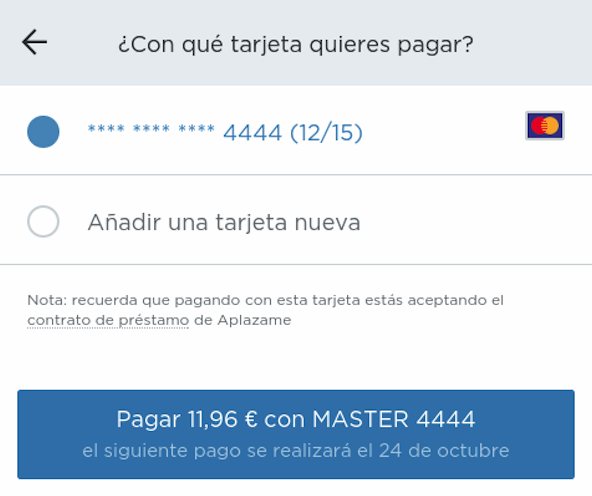 ¿Con qué tarjeta quieres pagar?
**** **** **** 4444 (12/15)
Añadir una tarjeta nueva
Nota: recuerda que pagando con esta tarjeta estás aceptando el
contrato de préstamo de Aplazame
Pagar 11,96 € con MASTER 4444
el siguiente pago se realizará el 24 de octubre